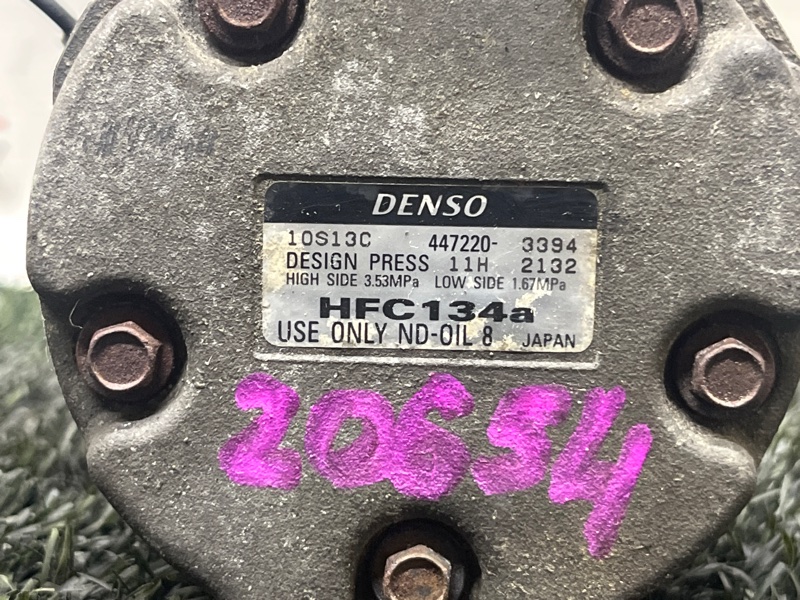 DENSO
10S13C 447220- 3394
DESIGN PRESS 11H 2132
HIGH SIDE 3.53MPa LOW SIDE 1.67MPa
HFC134a
USE ONLY ND-OIL 8 JAPAN
20694